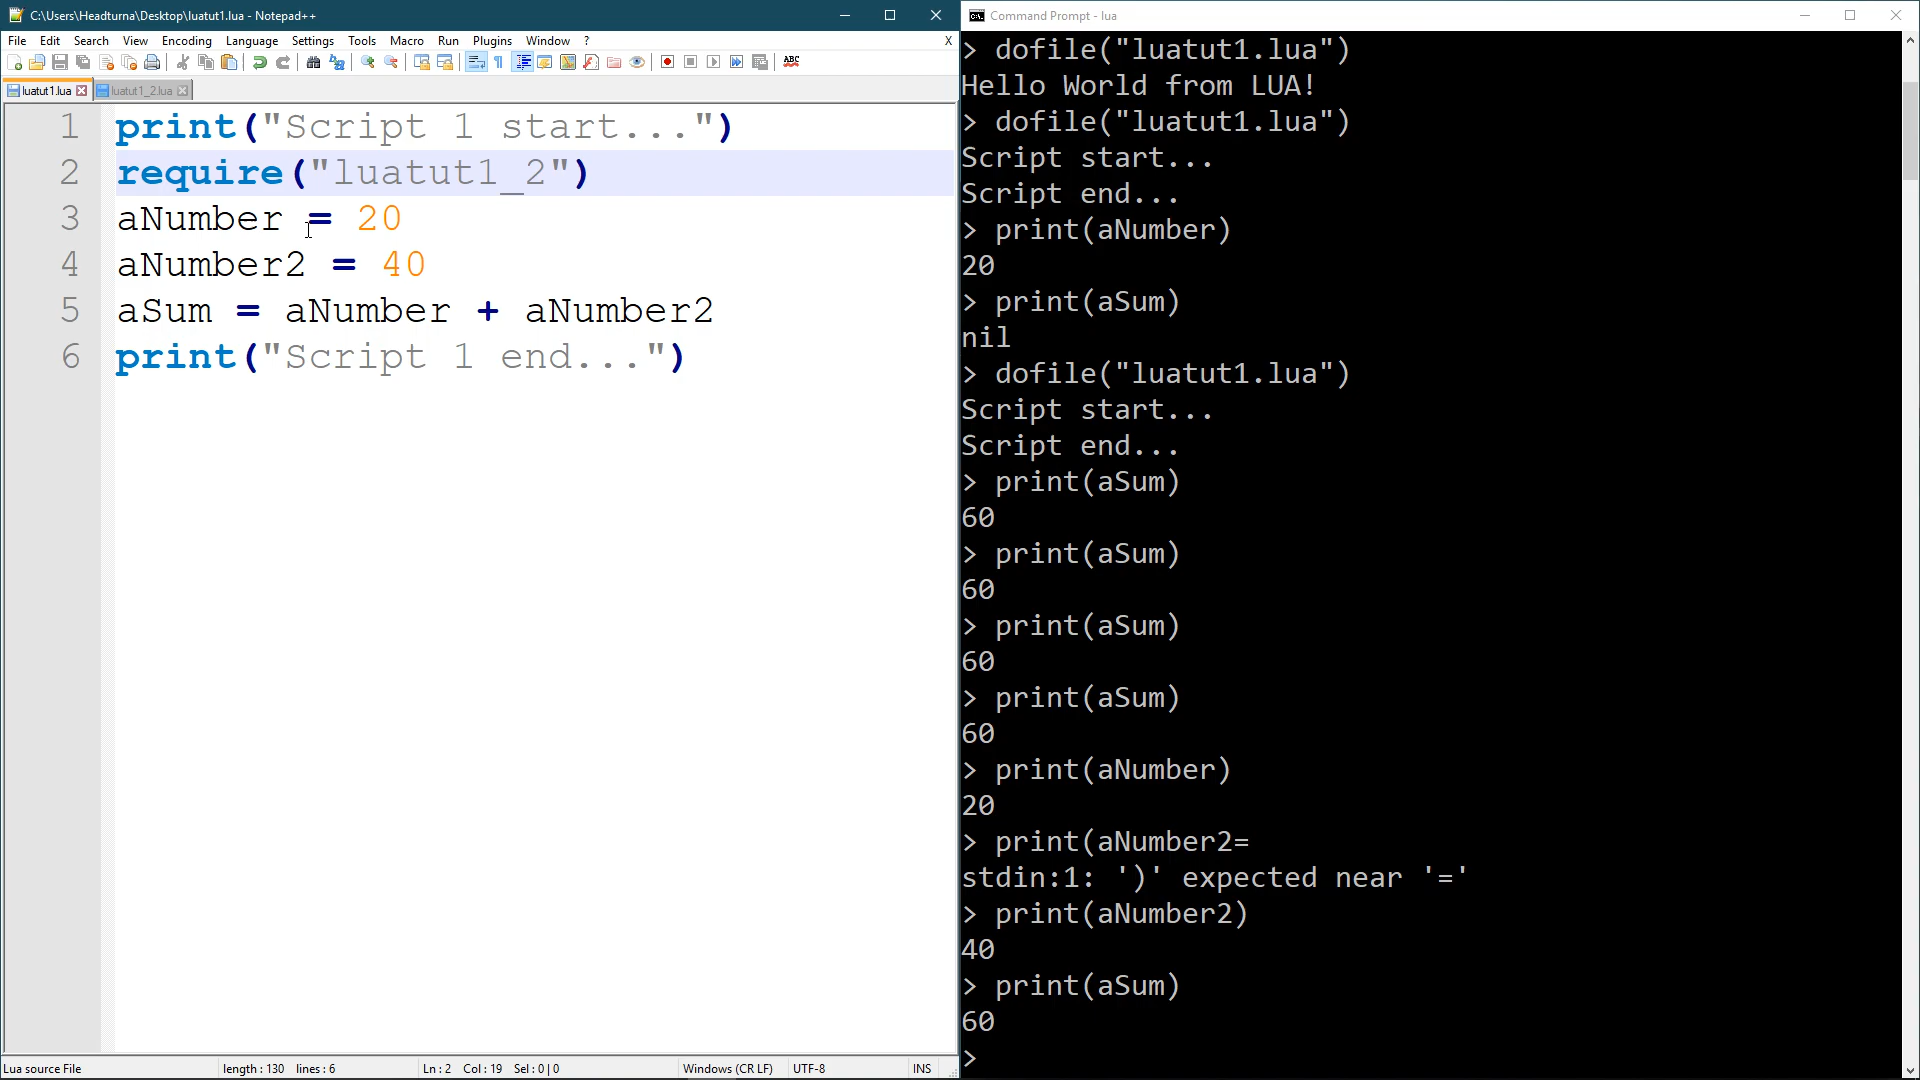 C:\Users\Headturna\Desktop\luatut1.lua - Notepad++
File Edit Search View Encoding Language Settings Tools Macro Run Plugins Window ? X
ABC
luatut1.lua luatut1_2.lua
1 print("Script 1 start...")
2 require("luatut1_2")
3 aNumber = 20
4 aNumber2 = 40
5 aSum = aNumber + aNumber2
6 print("Script 1 end...")
Lua source File length : 130 lines : 6 Ln : 2 Col : 19 Sel : 0 | 0 Windows (CR LF) UTF-8 INS
Command Prompt - lua
> dofile("luatut1.lua")
Hello World from LUA!
> dofile("luatut1.lua")
Script start...
Script end...
> print(aNumber)
20
> print(aSum)
nil
> dofile("luatut1.lua")
Script start...
Script end...
> print(aSum)
60
> print(aSum)
60
> print(aSum)
60
> print(aSum)
60
> print(aNumber)
20
> print(aNumber2=
stdin:1: ')' expected near '='
> print(aNumber2)
40
> print(aSum)
60
>